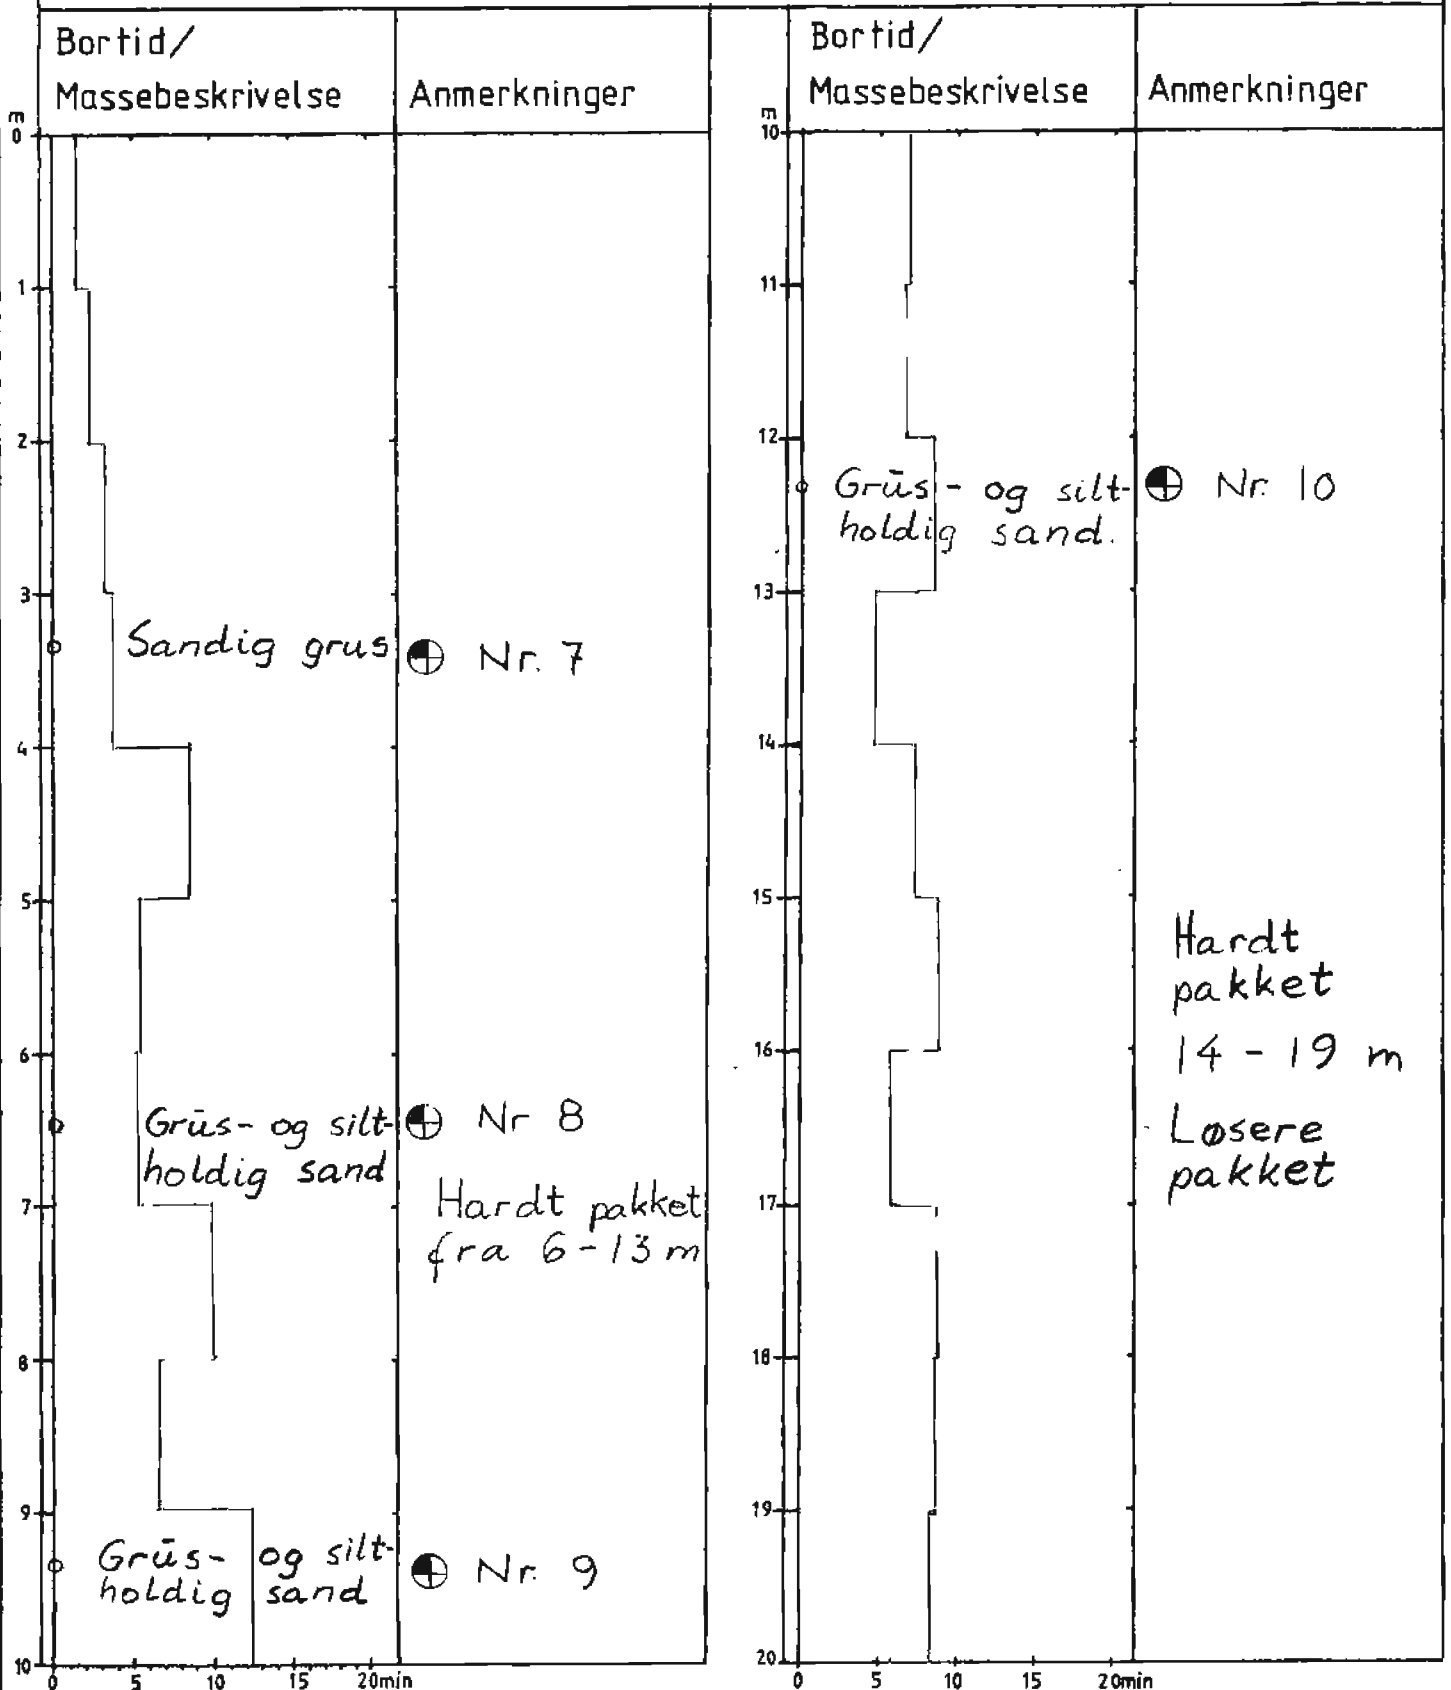 Bortid/
Massebeskrivelse
Anmerkninger
m
0
1
2
3
Sandig grus
Nr. 7
4
5
6
Grūs- og silt-
holdig sand
Nr 8
7
Hardt pakket
fra 6-13 m
8
9
Grūs- og silt-
holdig sand
Nr. 9
10
0 5 10 15 20min
Bortid/
Massebeskrivelse
Anmerkninger
m
10
11
12
Grūs- og silt-
holdig sand.
Nr. 10
13
14
15
Hardt
pakket
16
14 - 19 m
Løsere
pakket
17
18
19
20
0 5 10 15 20min